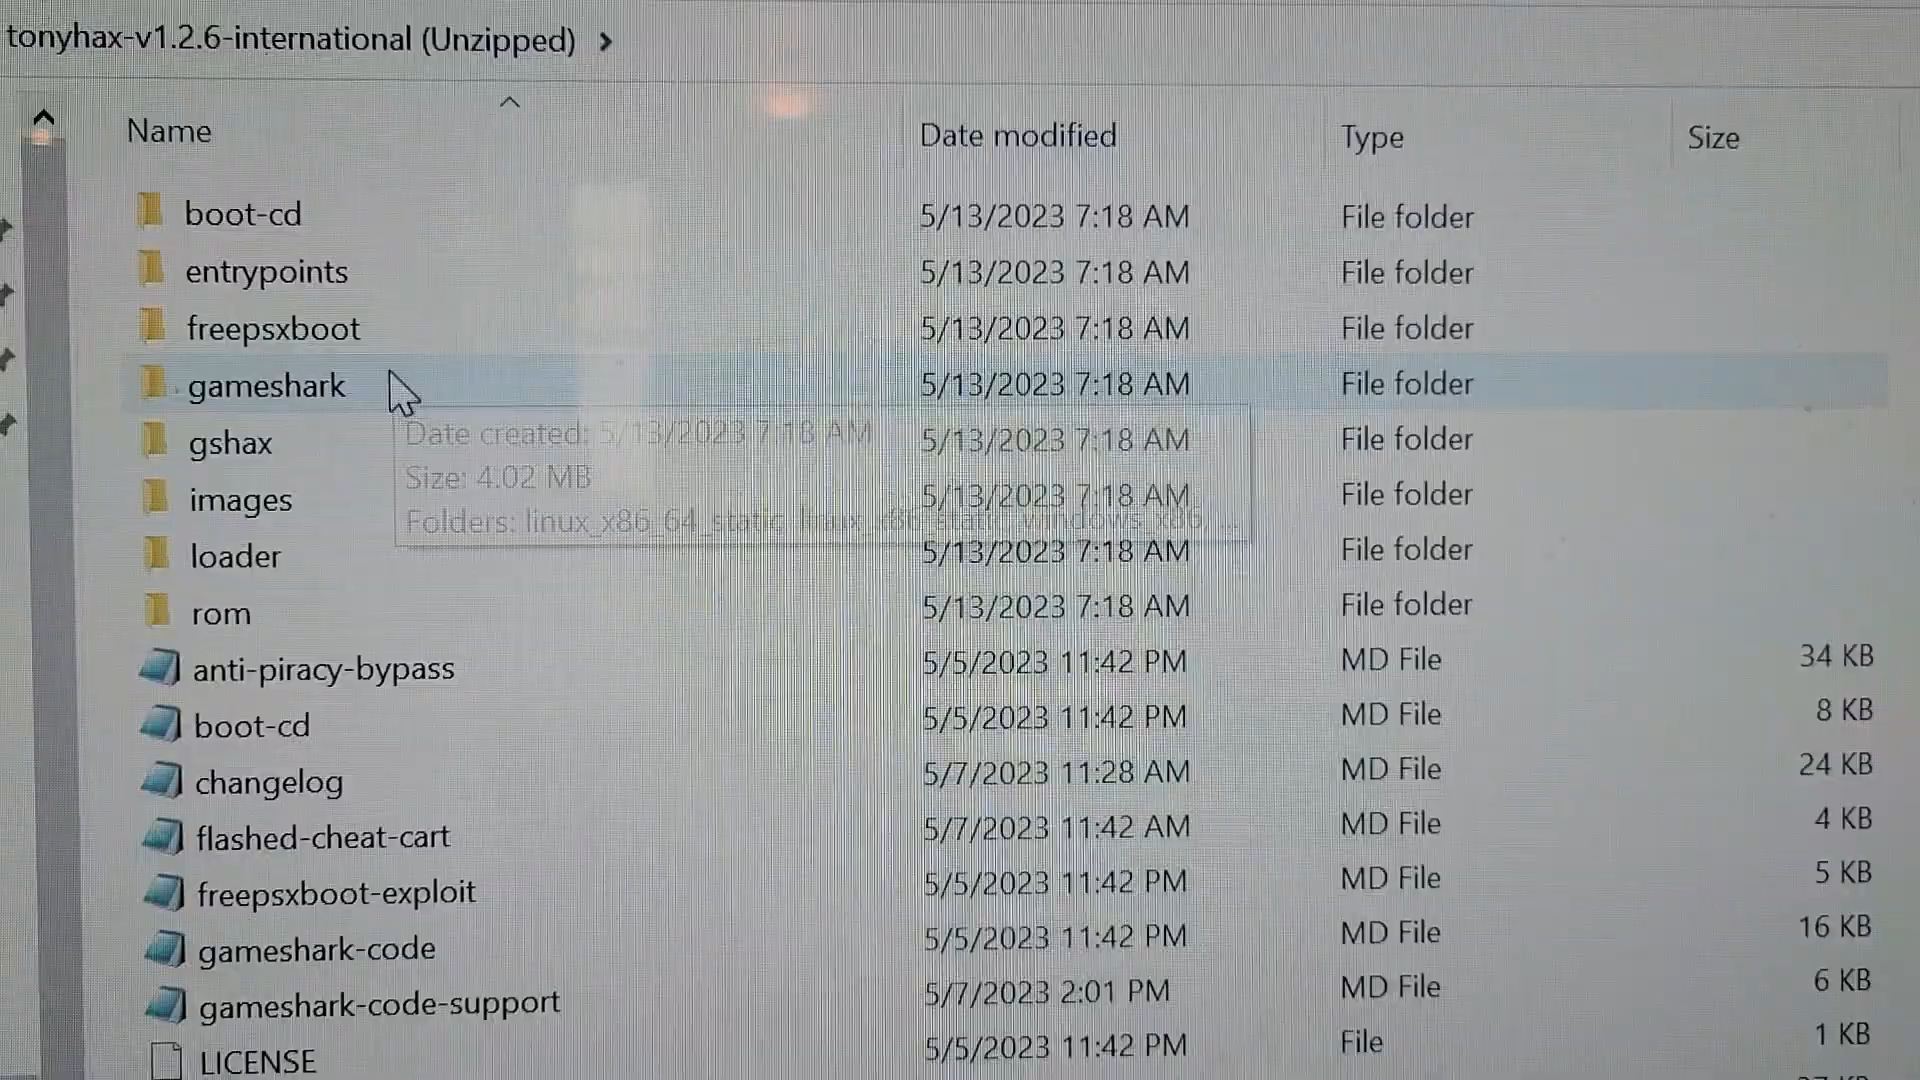 tonyhax-v1.2.6-international (Unzipped) >
Name Date modified Type Size
boot-cd 5/13/2023 7:18 AM File folder
entrypoints 5/13/2023 7:18 AM File folder
freepsxboot 5/13/2023 7:18 AM File folder
gameshark 5/13/2023 7:18 AM File folder
gshax 5/13/2023 7:18 AM File folder
Date created: 5/13/2023 7:18 AM
Size: 4.02 MB
Folders: linux_x86_64_static, linux_x86_static, windows_x86_...
images 5/13/2023 7:18 AM File folder
loader 5/13/2023 7:18 AM File folder
rom 5/13/2023 7:18 AM File folder
anti-piracy-bypass 5/5/2023 11:42 PM MD File 34 KB
boot-cd 5/5/2023 11:42 PM MD File 8 KB
changelog 5/7/2023 11:28 AM MD File 24 KB
flashed-cheat-cart 5/7/2023 11:42 AM MD File 4 KB
freepsxboot-exploit 5/5/2023 11:42 PM MD File 5 KB
gameshark-code 5/5/2023 11:42 PM MD File 16 KB
gameshark-code-support 5/7/2023 2:01 PM MD File 6 KB
LICENSE 5/5/2023 11:42 PM File 1 KB